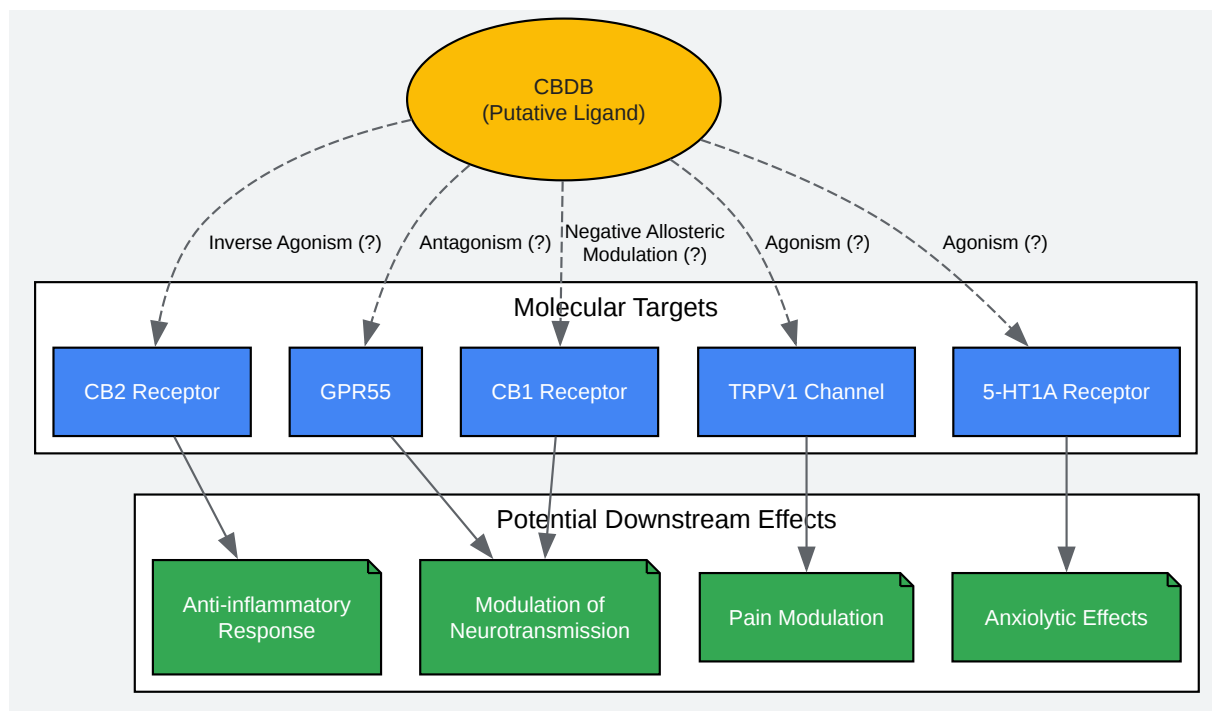 CBDB
(Putative Ligand)
Inverse Agonism (?)
Antagonism (?)
Negative Allosteric
Modulation (?)
Agonism (?)
Agonism (?)
Molecular Targets
CB2 Receptor
GPR55
CB1 Receptor
TRPV1 Channel
5-HT1A Receptor
Potential Downstream Effects
Anti-inflammatory
Response
Modulation of
Neurotransmission
Pain Modulation
Anxiolytic Effects